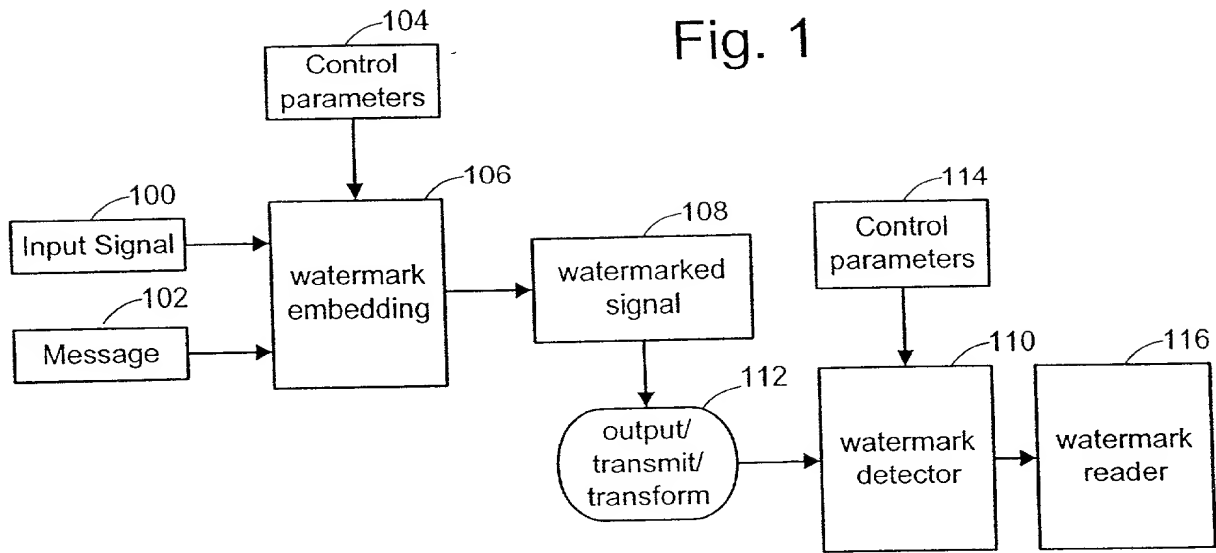 Fig. 1
104
Control
parameters
100
Input Signal
102
Message
106
watermark
embedding
108
watermarked
signal
112
output/
transmit/
transform
114
Control
parameters
110
watermark
detector
116
watermark
reader